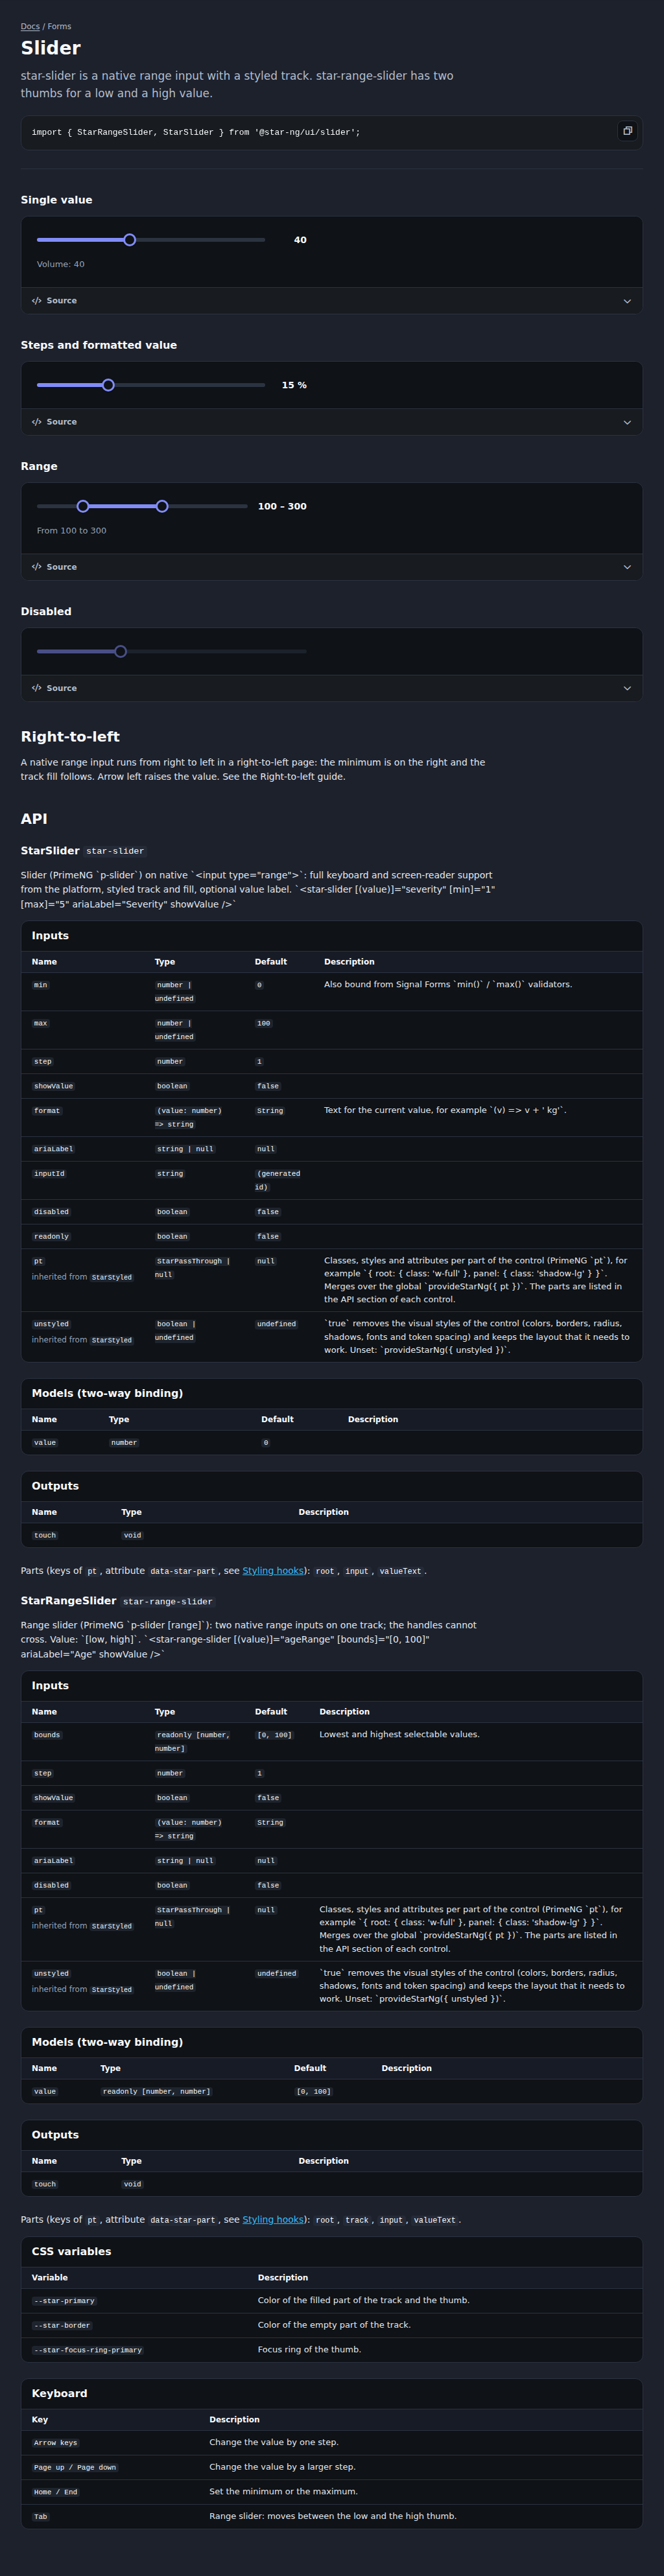 Docs / Forms
Slider
star-slider is a native range input with a styled track. star-range-slider has two
thumbs for a low and a high value.
import { StarRangeSlider, StarSlider } from '@star-ng/ui/slider';
Single value
40
Volume: 40
Source
Steps and formatted value
15 %
Source
Range
100 – 300
From 100 to 300
Source
Disabled
Source
Right-to-left
A native range input runs from right to left in a right-to-left page: the minimum is on the right and the
track fill follows. Arrow left raises the value. See the Right-to-left guide.
API
StarSlider star-slider
Slider (PrimeNG `p-slider`) on native `<input type="range">`: full keyboard and screen-reader support
from the platform, styled track and fill, optional value label. `<star-slider [(value)]="severity" [min]="1"
[max]="5" ariaLabel="Severity" showValue />`
Inputs
Name Type Default Description
min number | 0 Also bound from Signal Forms `min()` / `max()` validators.
undefined
max number | 100
undefined
step number 1
showValue boolean false
format (value: number) String Text for the current value, for example `(v) => v + ' kg'`.
=> string
ariaLabel string | null null
inputId string (generated
id)
disabled boolean false
readonly boolean false
pt StarPassThrough | null Classes, styles and attributes per part of the control (PrimeNG `pt`), for
inherited from StarStyled null example `{ root: { class: 'w-full' }, panel: { class: 'shadow-lg' } }`.
Merges over the global `provideStarNg({ pt })`. The parts are listed in
the API section of each control.
unstyled boolean | undefined `true` removes the visual styles of the control (colors, borders, radius,
inherited from StarStyled undefined shadows, fonts and token spacing) and keeps the layout that it needs to
work. Unset: `provideStarNg({ unstyled })`.
Models (two-way binding)
Name Type Default Description
value number 0
Outputs
Name Type Description
touch void
Parts (keys of pt, attribute data-star-part, see Styling hooks): root, input, valueText.
StarRangeSlider star-range-slider
Range slider (PrimeNG `p-slider [range]`): two native range inputs on one track; the handles cannot
cross. Value: `[low, high]`. `<star-range-slider [(value)]="ageRange" [bounds]="[0, 100]"
ariaLabel="Age" showValue />`
Inputs
Name Type Default Description
bounds readonly [number, [0, 100] Lowest and highest selectable values.
number]
step number 1
showValue boolean false
format (value: number) String
=> string
ariaLabel string | null null
disabled boolean false
pt StarPassThrough | null Classes, styles and attributes per part of the control (PrimeNG `pt`), for
inherited from StarStyled null example `{ root: { class: 'w-full' }, panel: { class: 'shadow-lg' } }`.
Merges over the global `provideStarNg({ pt })`. The parts are listed in
the API section of each control.
unstyled boolean | undefined `true` removes the visual styles of the control (colors, borders, radius,
inherited from StarStyled undefined shadows, fonts and token spacing) and keeps the layout that it needs to
work. Unset: `provideStarNg({ unstyled })`.
Models (two-way binding)
Name Type Default Description
value readonly [number, number] [0, 100]
Outputs
Name Type Description
touch void
Parts (keys of pt, attribute data-star-part, see Styling hooks): root, track, input, valueText.
CSS variables
Variable Description
--star-primary Color of the filled part of the track and the thumb.
--star-border Color of the empty part of the track.
--star-focus-ring-primary Focus ring of the thumb.
Keyboard
Key Description
Arrow keys Change the value by one step.
Page up / Page down Change the value by a larger step.
Home / End Set the minimum or the maximum.
Tab Range slider: moves between the low and the high thumb.